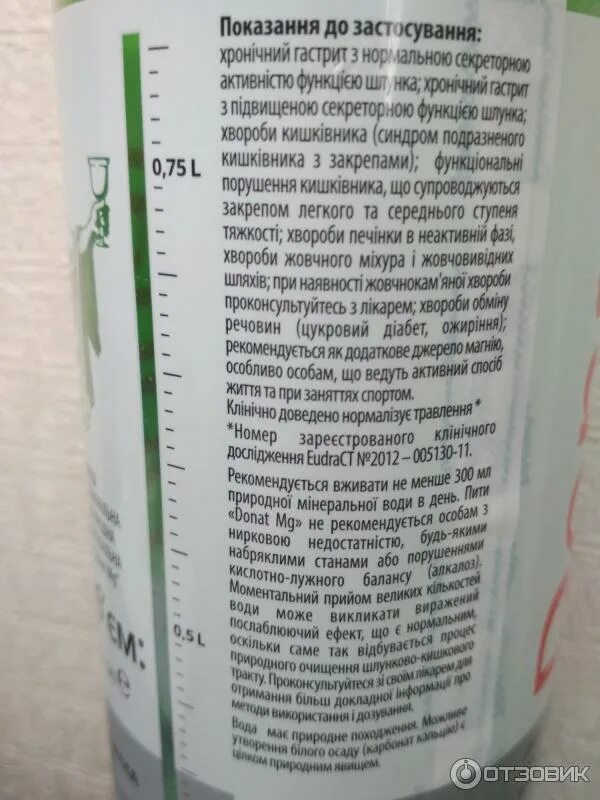 Показання до застосування:
хронічний гастрит з нормальною секреторною
активністю функцією шлунка; хронічний гастрит
з підвищеною секреторною функцією шлунка;
хвороби кишківника (синдром подразненого
кишківника з закрепами); функціональні
порушення кишківника, що супроводжуються
закрепом легкого та середнього ступеня
тяжкості; хвороби печінки в неактивній фазі,
хвороби жовчного міхура і жовчовивідних
шляхів; при наявності жовчнокам'яної хвороби
проконсультуйтесь з лікарем; хвороби обміну
речовин (цукровий діабет, ожиріння);
рекомендується як додаткове джерело магнію,
особливо особам, що ведуть активний спосіб
життя та при заняттях спортом.
Клінічно доведено нормалізує травлення *
*Номер зареєстрованого клінічного
дослідження EudraCT №2012 – 005130-11.
Рекомендується вживати не менше 300 мл
природної мінеральної води в день. Пити
«Donat Mg» не рекомендується особам з
нирковою недостатністю, будь-якими
набряклими станами або порушеннями
кислотно-лужного балансу (алкалоз).
Моментальний прийом великих кількостей
води може викликати виражений
послаблюючий ефект, що є нормальним,
оскільки саме так відбувається процес
природного очищення шлунково-кишкового
тракту. Проконсультуйтеся зі своїм лікарем для
отримання більш докладної інформації про
методи використання і дозування.
Вода має природне походження. Можливе
утворення білого осаду (карбонат кальцію) є
цілком природним явищем.
0,75 L
0,5 L
єм:
ОТЗОВИК